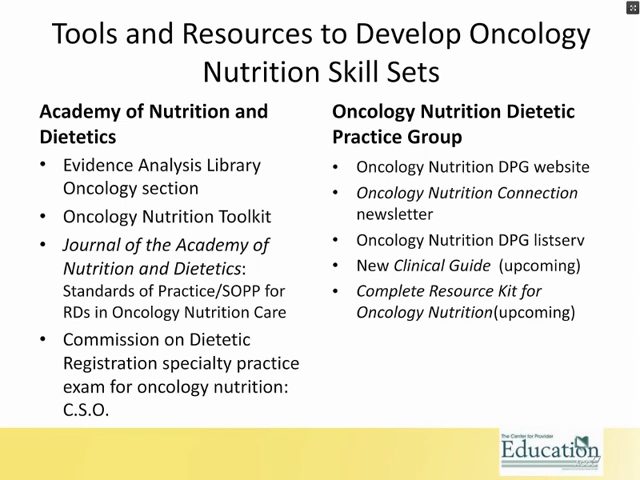 Tools and Resources to Develop Oncology
Nutrition Skill Sets
Academy of Nutrition and
Dietetics
• Evidence Analysis Library
Oncology section
• Oncology Nutrition Toolkit
• Journal of the Academy of
Nutrition and Dietetics:
Standards of Practice/SOPP for
RDs in Oncology Nutrition Care
• Commission on Dietetic
Registration specialty practice
exam for oncology nutrition:
C.S.O.
Oncology Nutrition Dietetic
Practice Group
• Oncology Nutrition DPG website
• Oncology Nutrition Connection
newsletter
• Oncology Nutrition DPG listserv
• New Clinical Guide (upcoming)
• Complete Resource Kit for
Oncology Nutrition(upcoming)
The Center for Provider
Education